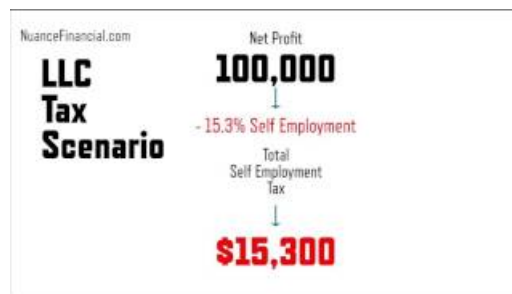 NuanceFinancial.com
LLC
Tax
Scenario
Net Profit
100,000
- 15.3% Self Employment
Total
Self Employment
Tax
$15,300